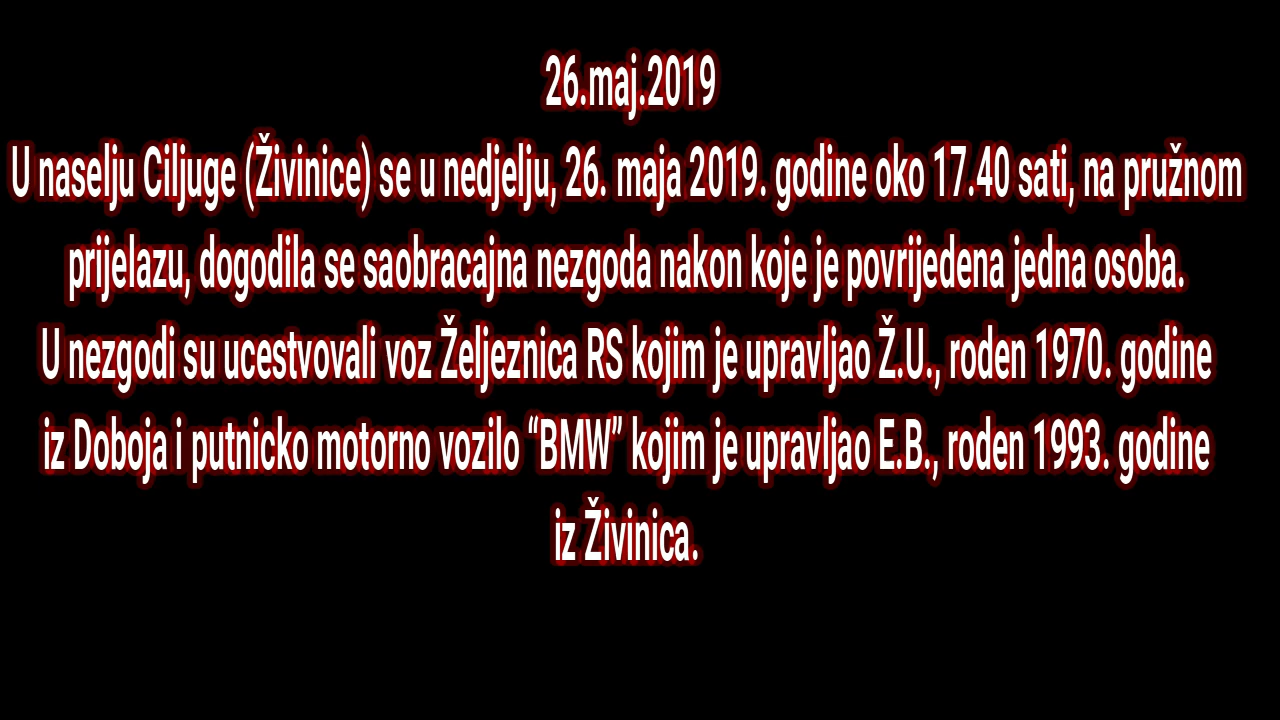 26.maj.2019
U naselju Ciljuge (Živinice) se u nedjelju, 26. maja 2019. godine oko 17.40 sati, na pružnom
prijelazu, dogodila se saobracajna nezgoda nakon koje je povrijedena jedna osoba.
U nezgodi su ucestvovali voz Željeznica RS kojim je upravljao Ž.U., roden 1970. godine
iz Doboja i putnicko motorno vozilo “BMW” kojim je upravljao E.B., roden 1993. godine
iz Živinica.